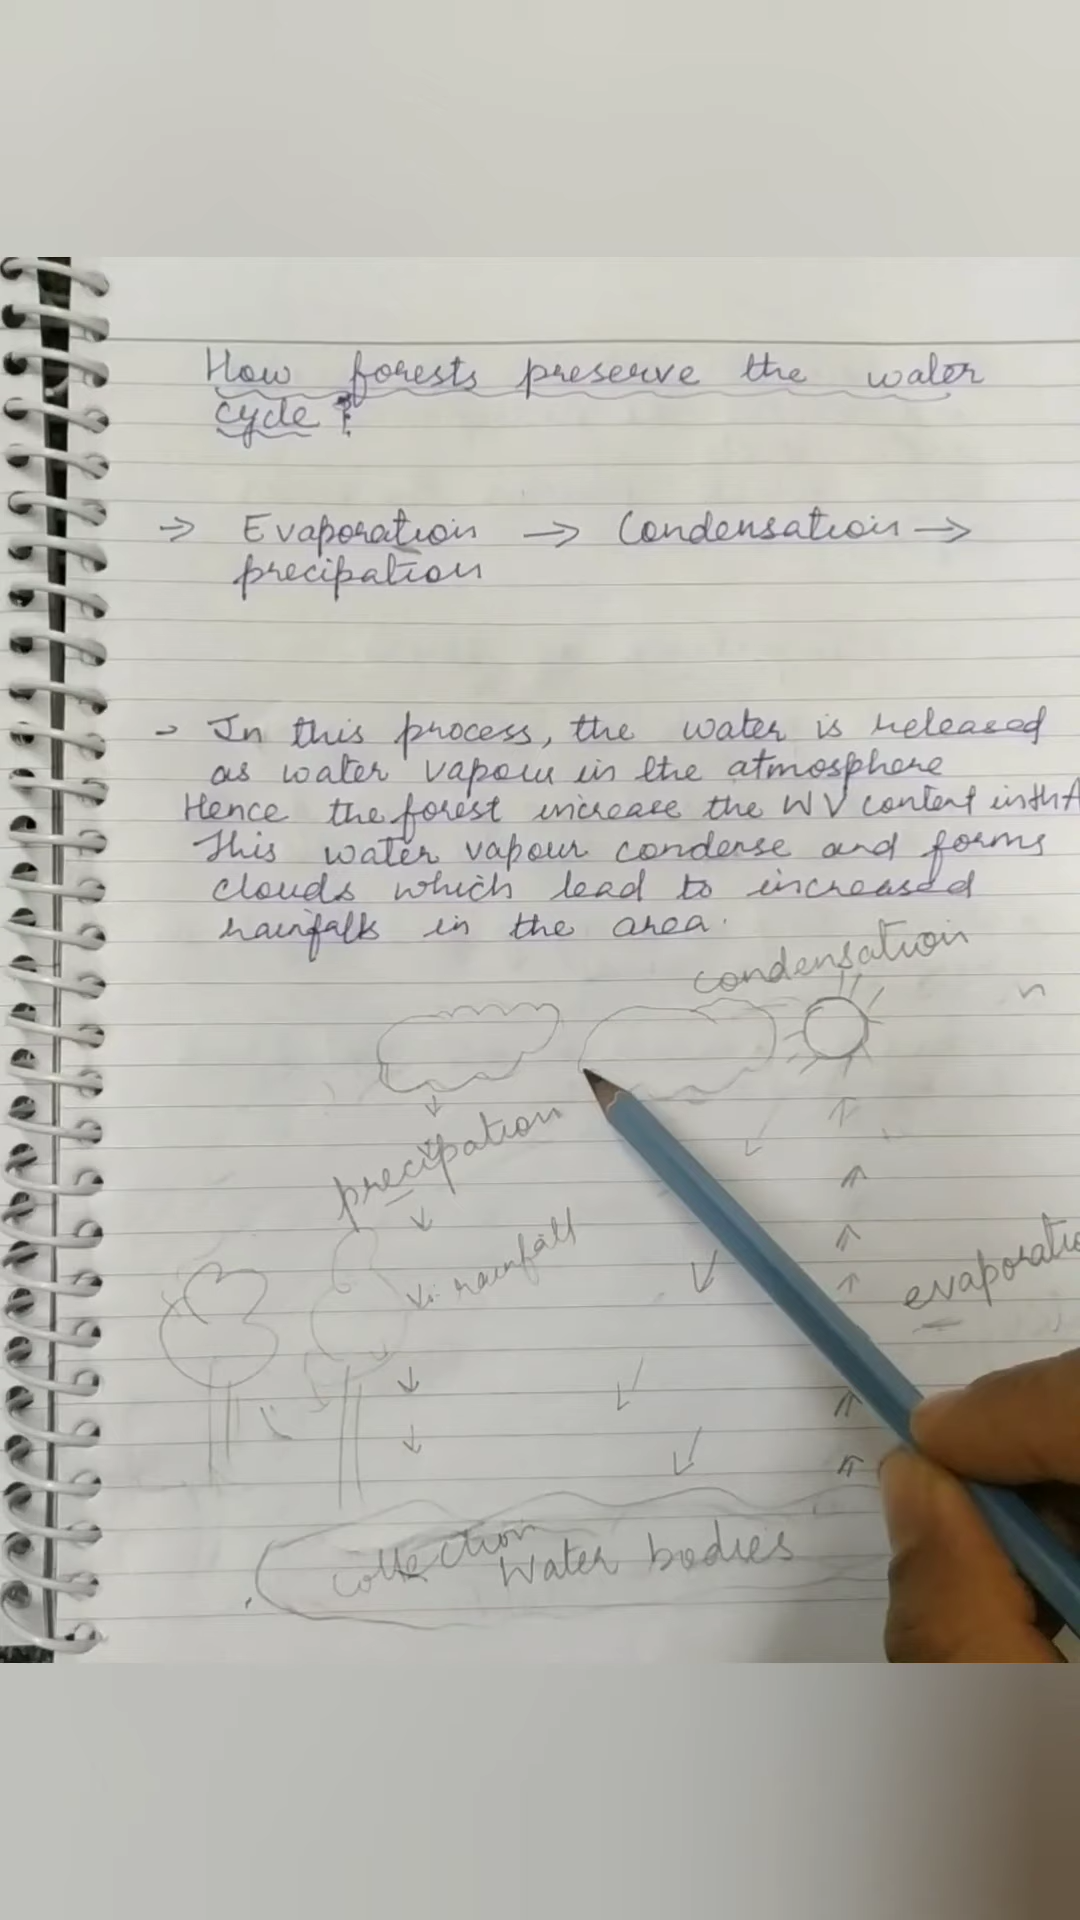 How forests preserve the water
cycle ?
→ Evaporation → Condensation →
precipation
→ In this process, the water is released
as water vapour in the atmosphere
Hence the forest increase the WV content in th A
This water vapour condense and forms
clouds which lead to increased
rainfalls in the area.
condensation
n
precipation
rainfall
evaporatio
collection
Water bodies